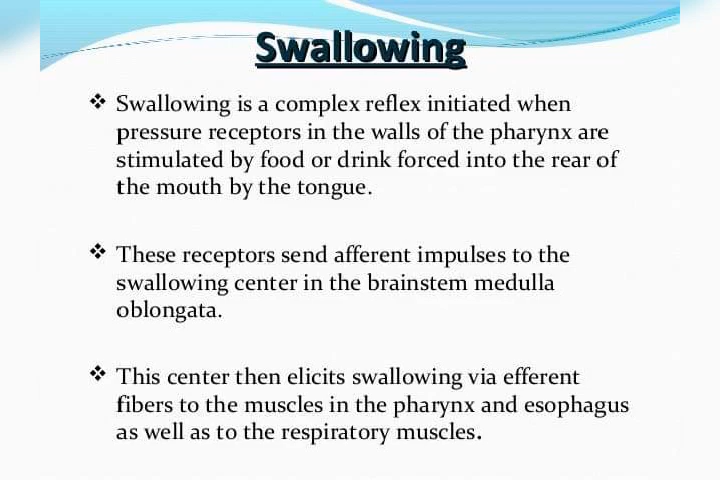 Swallowing
❖ Swallowing is a complex reflex initiated when
pressure receptors in the walls of the pharynx are
stimulated by food or drink forced into the rear of
the mouth by the tongue.
❖ These receptors send afferent impulses to the
swallowing center in the brainstem medulla
oblongata.
❖ This center then elicits swallowing via efferent
fibers to the muscles in the pharynx and esophagus
as well as to the respiratory muscles.